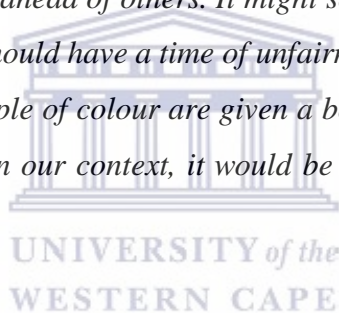 ahead of others. It might s
hould have a time of unfairn
ple of colour are given a b
n our context, it would be
UNIVERSITY of the
WESTERN CAPE